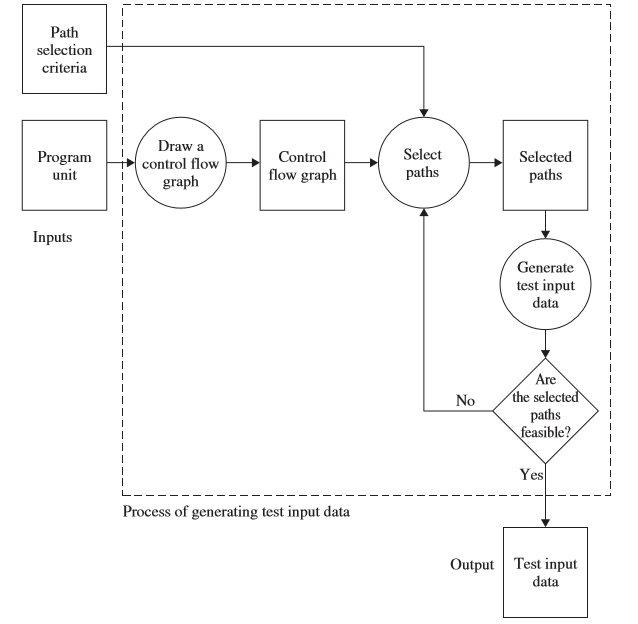 Path
selection
criteria
Program
unit
Inputs
Draw a
control flow
graph
Control
flow graph
Select
paths
Selected
paths
Generate
test input
data
Are
the selected
paths
feasible?
No
Yes
Process of generating test input data
Output
Test input
data